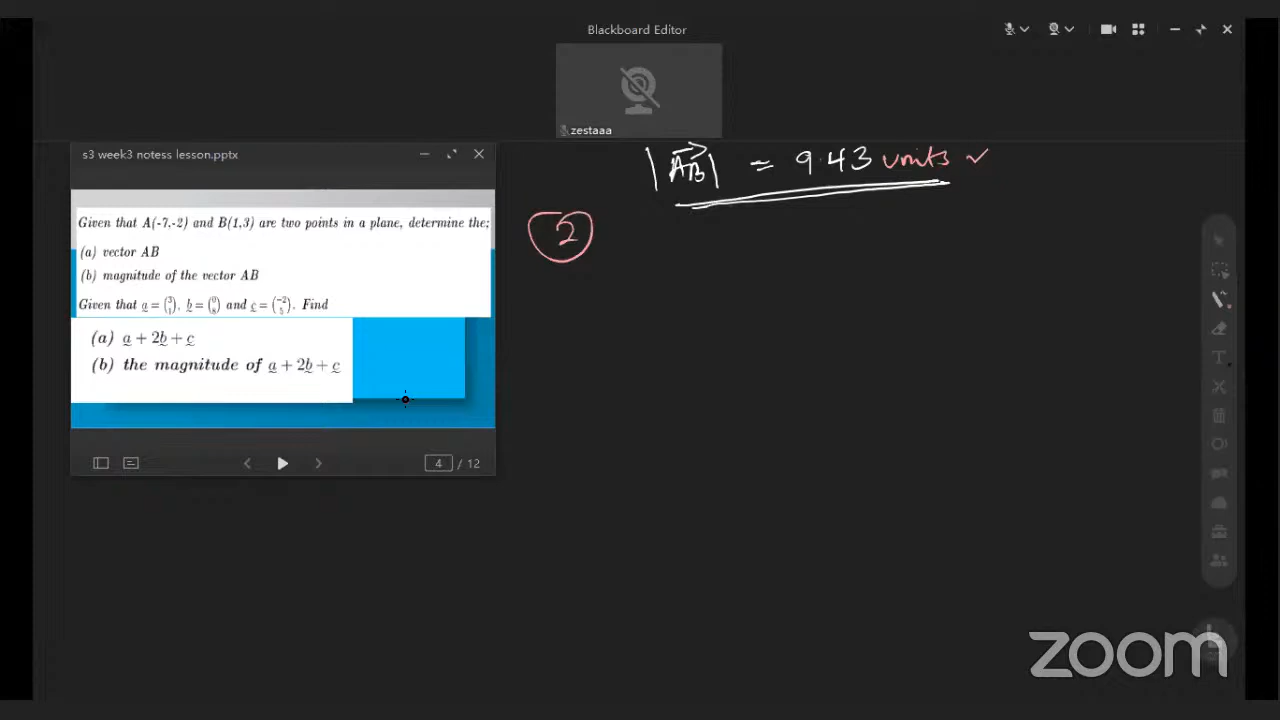 Blackboard Editor
zestaaa
s3 week3 notess lesson.pptx
|AB| = 9.43 units ✓
Given that A(-7,-2) and B(1,3) are two points in a plane, determine the;
(a) vector AB
(b) magnitude of the vector AB
Given that a = (3 1), b = (0 8) and c = (-2 5). Find
(a) a + 2b + c
(b) the magnitude of a + 2b + c
4 / 12
2
zoom